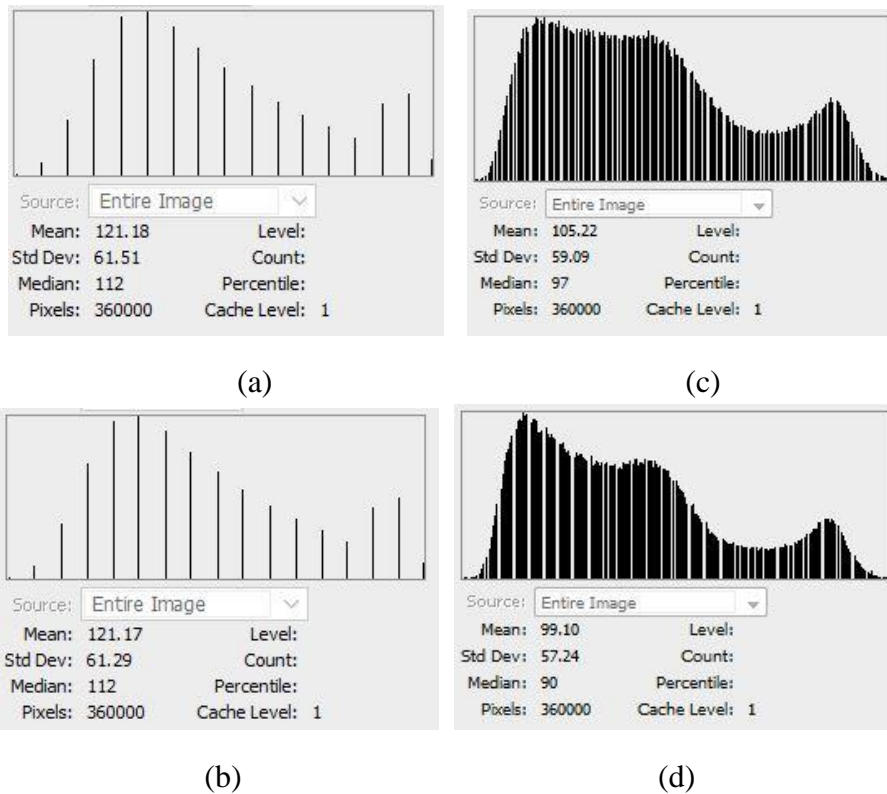 Source: Entire Image
Mean: 121.18 Level:
Std Dev: 61.51 Count:
Median: 112 Percentile:
Pixels: 360000 Cache Level: 1
(a)
Source: Entire Image
Mean: 105.22 Level:
Std Dev: 59.09 Count:
Median: 97 Percentile:
Pixels: 360000 Cache Level: 1
(c)
Source: Entire Image
Mean: 121.17 Level:
Std Dev: 61.29 Count:
Median: 112 Percentile:
Pixels: 360000 Cache Level: 1
(b)
Source: Entire Image
Mean: 99.10 Level:
Std Dev: 57.24 Count:
Median: 90 Percentile:
Pixels: 360000 Cache Level: 1
(d)